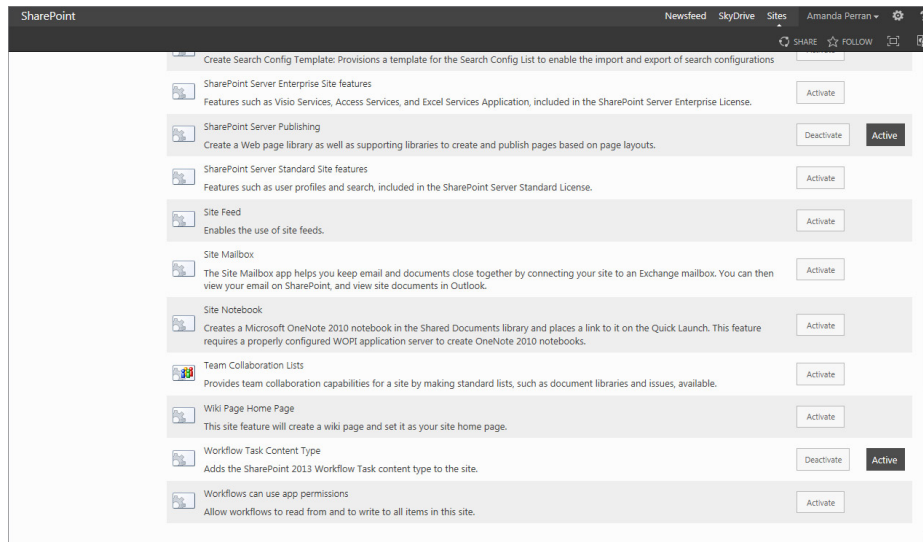 SharePoint
Newsfeed SkyDrive Sites Amanda Perran
SHARE FOLLOW
Create Search Config Template: Provisions a template for the Search Config List to enable the import and export of search configurations
SharePoint Server Enterprise Site features
Features such as Visio Services, Access Services, and Excel Services Application, included in the SharePoint Server Enterprise License.
Activate
SharePoint Server Publishing
Create a Web page library as well as supporting libraries to create and publish pages based on page layouts.
Deactivate Active
SharePoint Server Standard Site features
Features such as user profiles and search, included in the SharePoint Server Standard License.
Activate
Site Feed
Enables the use of site feeds.
Activate
Site Mailbox
The Site Mailbox app helps you keep email and documents close together by connecting your site to an Exchange mailbox. You can then
view your email on SharePoint, and view site documents in Outlook.
Activate
Site Notebook
Creates a Microsoft OneNote 2010 notebook in the Shared Documents library and places a link to it on the Quick Launch. This feature
requires a properly configured WOPI application server to create OneNote 2010 notebooks.
Activate
Team Collaboration Lists
Provides team collaboration capabilities for a site by making standard lists, such as document libraries and issues, available.
Activate
Wiki Page Home Page
This site feature will create a wiki page and set it as your site home page.
Activate
Workflow Task Content Type
Adds the SharePoint 2013 Workflow Task content type to the site.
Deactivate Active
Workflows can use app permissions
Allow workflows to read from and to write to all items in this site.
Activate